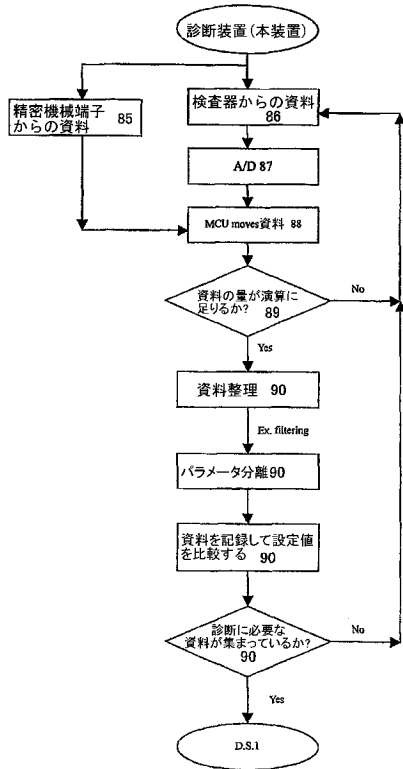 診断装置(本装置)
精密機械端子
からの資料 85
検査器からの資料
86
A/D 87
MCU moves資料 88
資料の量が演算に
足りるか? 89
No
Yes
資料整理 90
Ex. filtering
パラメータ分離90
資料を記録して設定値
を比較する 90
診断に必要な
資料が集まっているか?
90
No
Yes
D.S.1